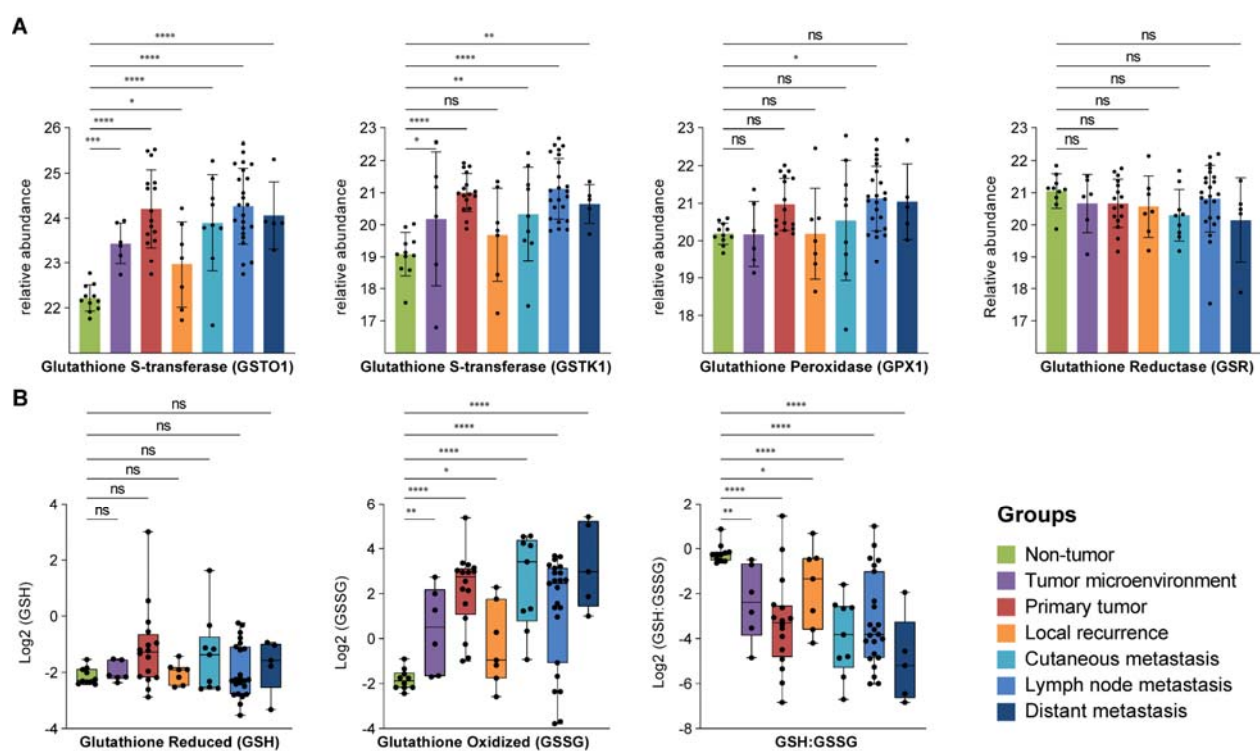 A
****
**
ns
ns
****
****
*
ns
****
**
ns
ns
*
ns
ns
ns
****
****
ns
ns
***
*
ns
ns
26
25
24
23
22
relative abundance
Glutathione S-transferase (GSTO1)
23
22
21
20
19
18
17
relative abundance
Glutathione S-transferase (GSTK1)
23
22
21
20
19
18
relative abundance
Glutathione Peroxidase (GPX1)
23
22
21
20
19
18
17
Relative abundance
Glutathione Reductase (GSR)
B
ns
****
****
ns
****
****
ns
****
****
ns
*
*
ns
****
****
ns
**
**
4
2
0
-2
-4
Log2 (GSH)
Glutathione Reduced (GSH)
6
4
2
0
-2
-4
Log2 (GSSG)
Glutathione Oxidized (GSSG)
2
0
-2
-4
-6
-8
Log2 (GSH:GSSG)
GSH:GSSG
Groups
Non-tumor
Tumor microenvironment
Primary tumor
Local recurrence
Cutaneous metastasis
Lymph node metastasis
Distant metastasis